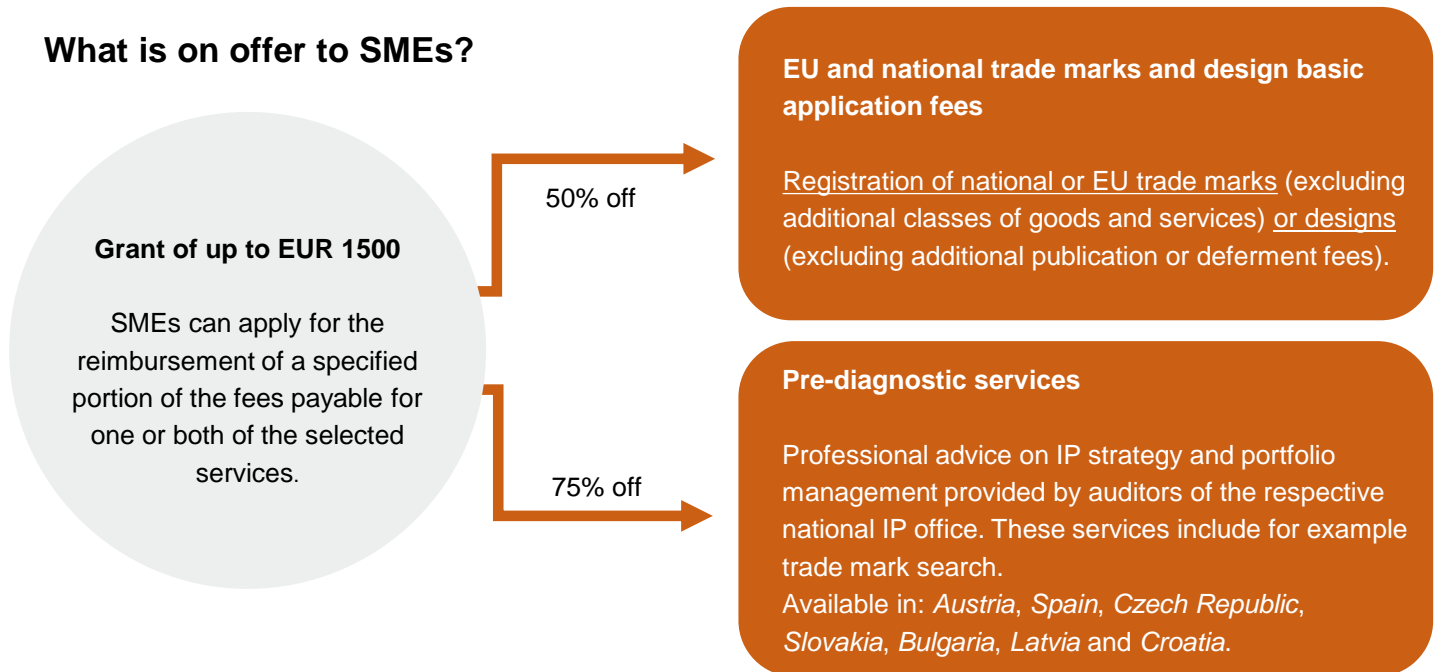 What is on offer to SMEs?
Grant of up to EUR 1500
SMEs can apply for the
reimbursement of a specified
portion of the fees payable for
one or both of the selected
services.
50% off
75% off
EU and national trade marks and design basic
application fees
Registration of national or EU trade marks (excluding
additional classes of goods and services) or designs
(excluding additional publication or deferment fees).
Pre-diagnostic services
Professional advice on IP strategy and portfolio
management provided by auditors of the respective
national IP office. These services include for example
trade mark search.
Available in: Austria, Spain, Czech Republic,
Slovakia, Bulgaria, Latvia and Croatia.